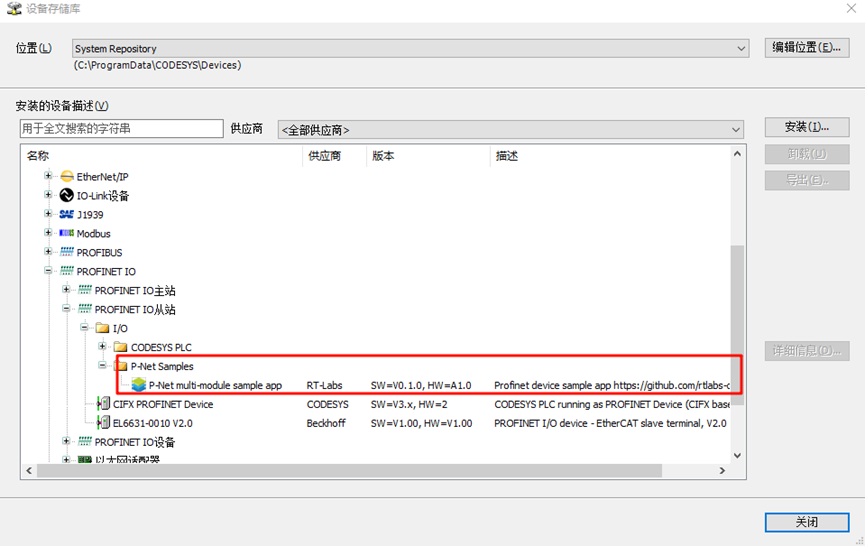 设备存储库
位置(L) System Repository 编辑位置(E)...
(C:\ProgramData\CODESYS\Devices)
安装的设备描述(V)
用于全文搜索的字符串 供应商 <全部供应商> 安装(I)...
名称 供应商 版本 描述 卸载(U)
导出(E)...
EtherNet/IP
IO-Link设备
SAE J1939
Modbus
PROFIBUS
PROFINET IO
PROFINET IO主站
PROFINET IO从站
I/O
CODESYS PLC 详细信息(D)...
P-Net Samples
P-Net multi-module sample app RT-Labs SW=V0.1.0, HW=A1.0 Profinet device sample app https://github.com/rtlabs-c
CIFX PROFINET Device CODESYS SW=V3.x, HW=2 CODESYS PLC running as PROFINET Device (CIFX base
EL6631-0010 V2.0 Beckhoff SW=V1.00, HW=V1.00 PROFINET I/O device - EtherCAT slave terminal, V2.0
PROFINET IO设备
以太网适配器
关闭